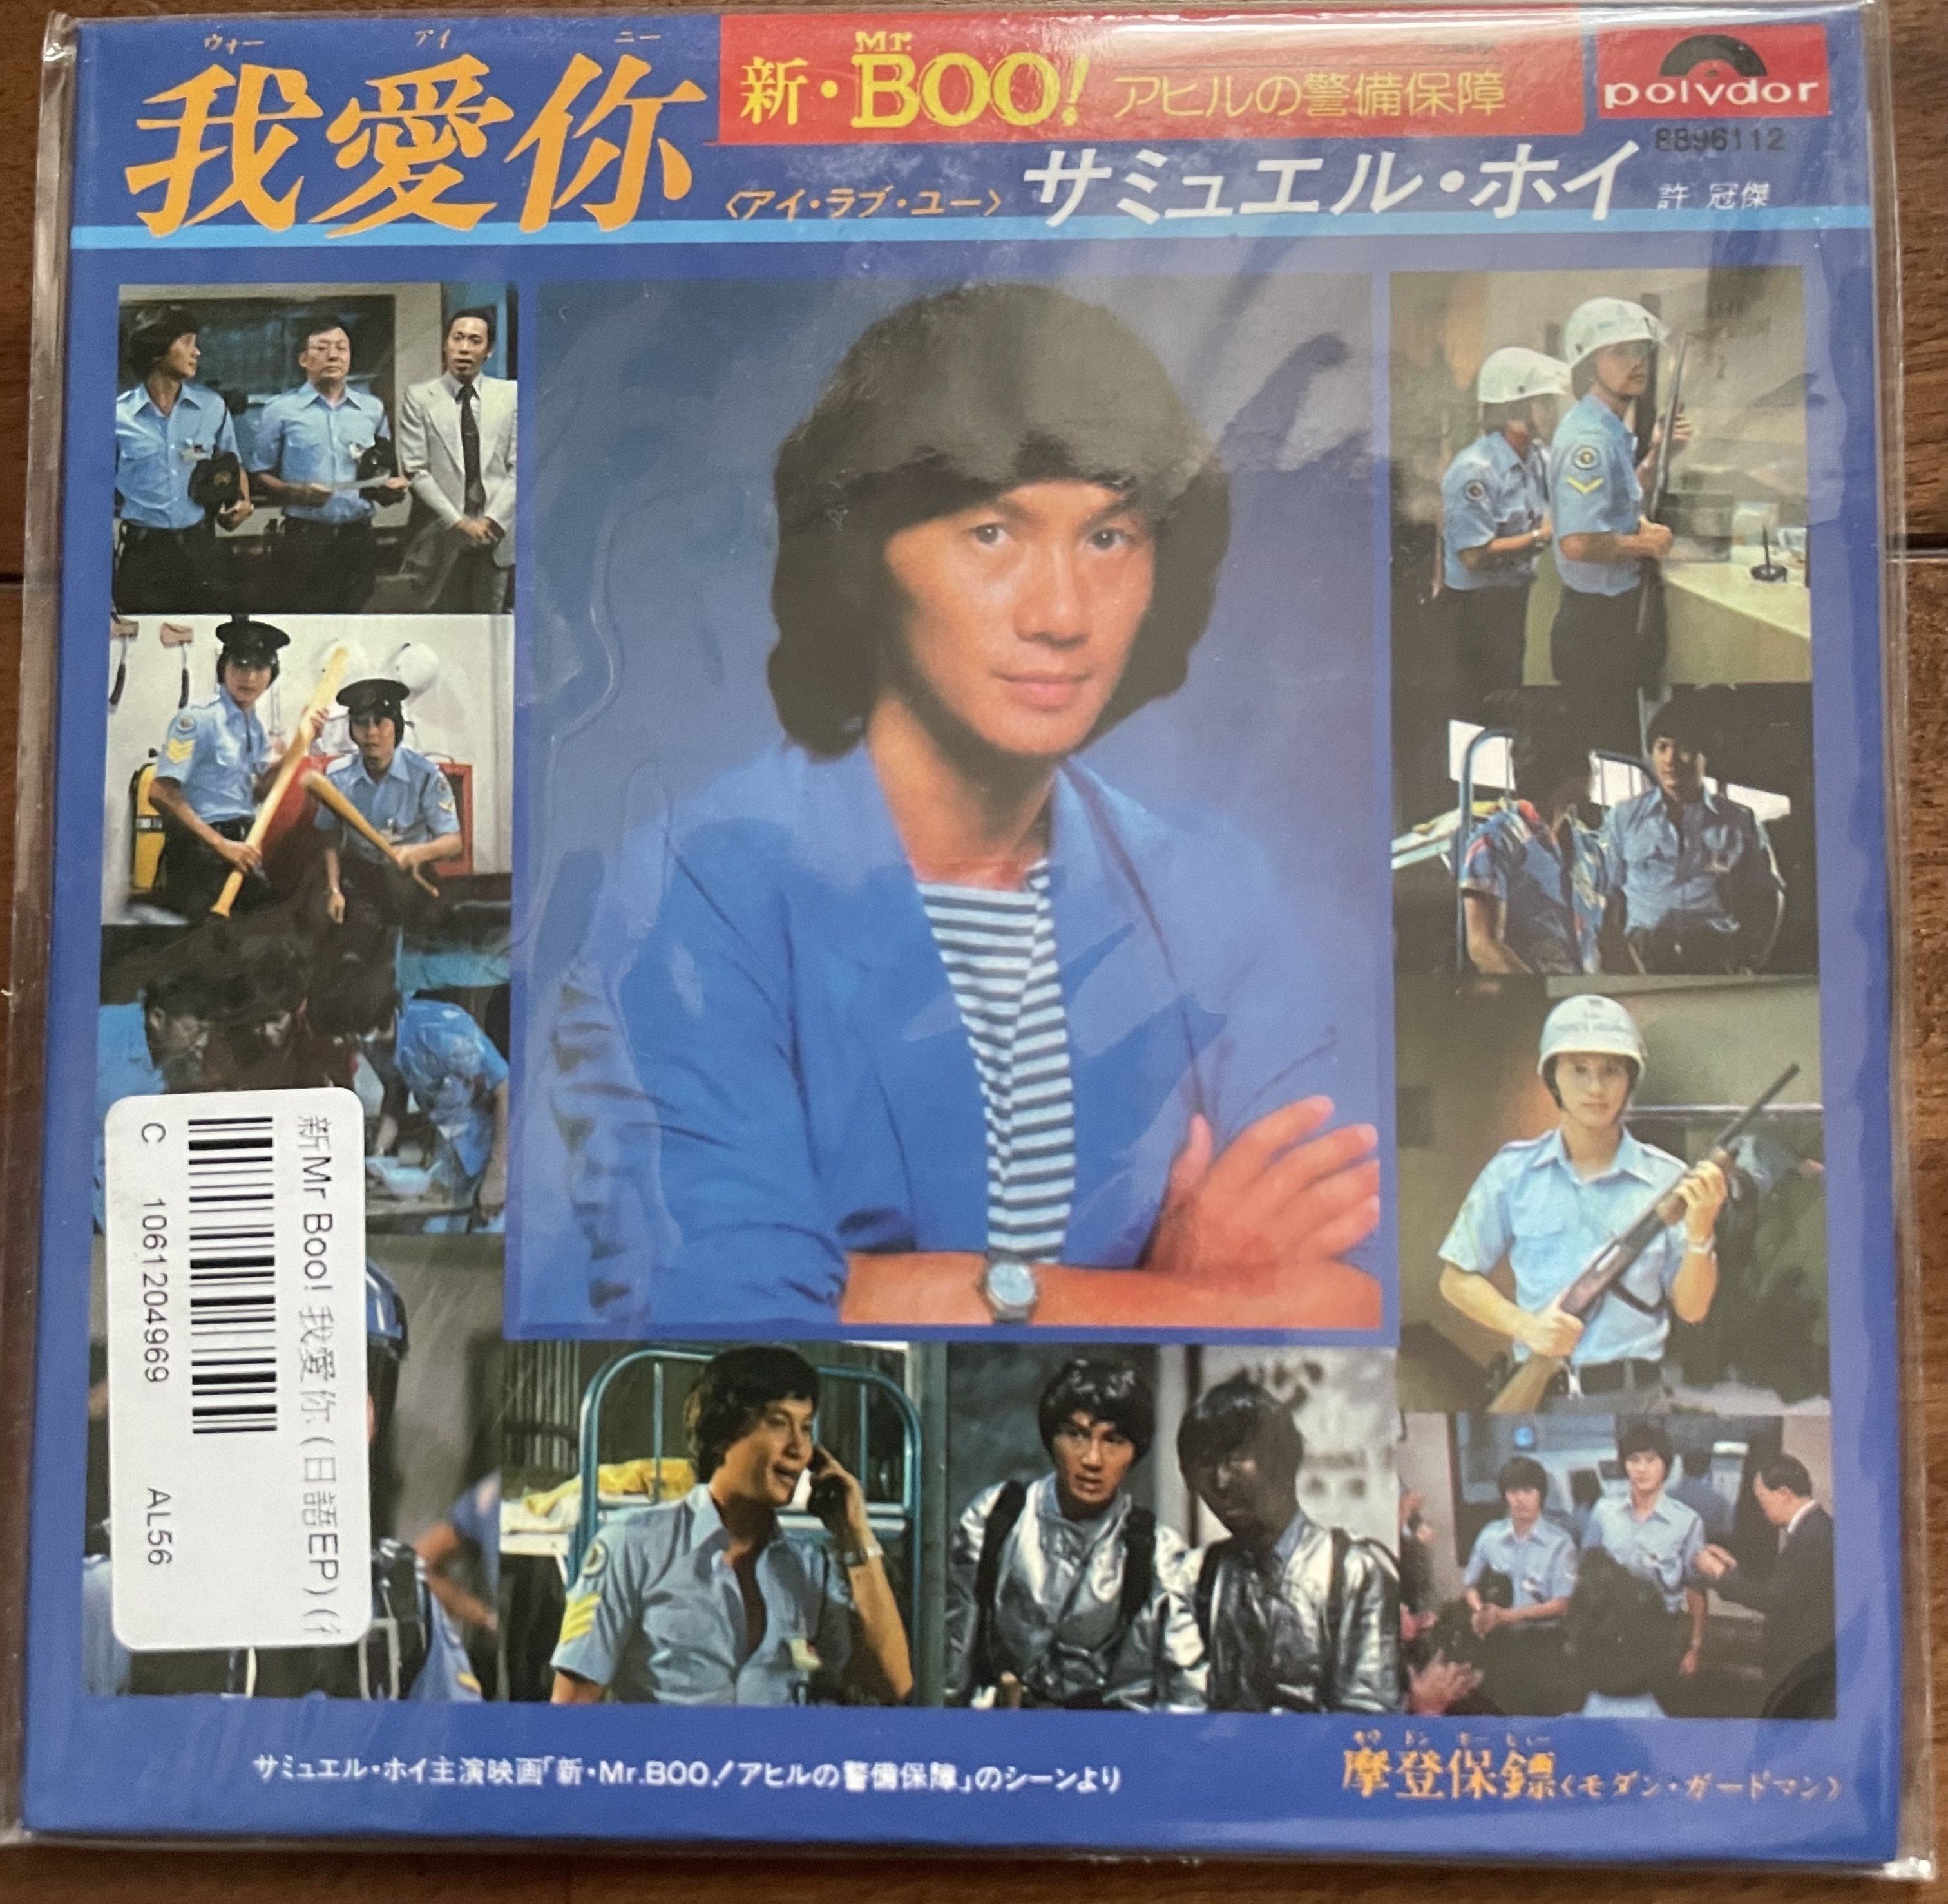 ウォー アイ ニー
我愛你
新・Mr. BOO! アヒルの警備保障
polydor
8896112
〈アイ・ラブ・ユー〉 サミュエル・ホイ 許 冠傑
新Mr Boo! 我愛你(日語EP)(
C 1061204969 AL56
サミュエル・ホイ主演映画「新・Mr.BOO!アヒルの警備保障」のシーンより
摩登保鏢〈モダン・ガードマン〉